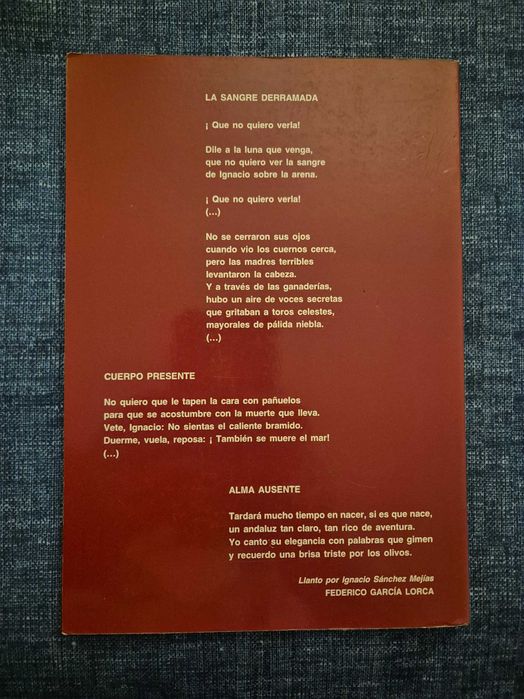 LA SANGRE DERRAMADA
¡ Que no quiero verla!
Dile a la luna que venga,
que no quiero ver la sangre
de Ignacio sobre la arena.
¡ Que no quiero verla!
(...)
No se cerraron sus ojos
cuando vio los cuernos cerca,
pero las madres terribles
levantaron la cabeza.
Y a través de las ganaderías,
hubo un aire de voces secretas
que gritaban a toros celestes,
mayorales de pálida niebla.
(...)
CUERPO PRESENTE
No quiero que le tapen la cara con pañuelos
para que se acostumbre con la muerte que lleva.
Vete, Ignacio: No sientas el caliente bramido.
Duerme, vuela, reposa: ¡ También se muere el mar!
(...)
ALMA AUSENTE
Tardará mucho tiempo en nacer, si es que nace,
un andaluz tan claro, tan rico de aventura.
Yo canto su elegancia con palabras que gimen
y recuerdo una brisa triste por los olivos.
Llanto por Ignacio Sánchez Mejías
FEDERICO GARCÍA LORCA